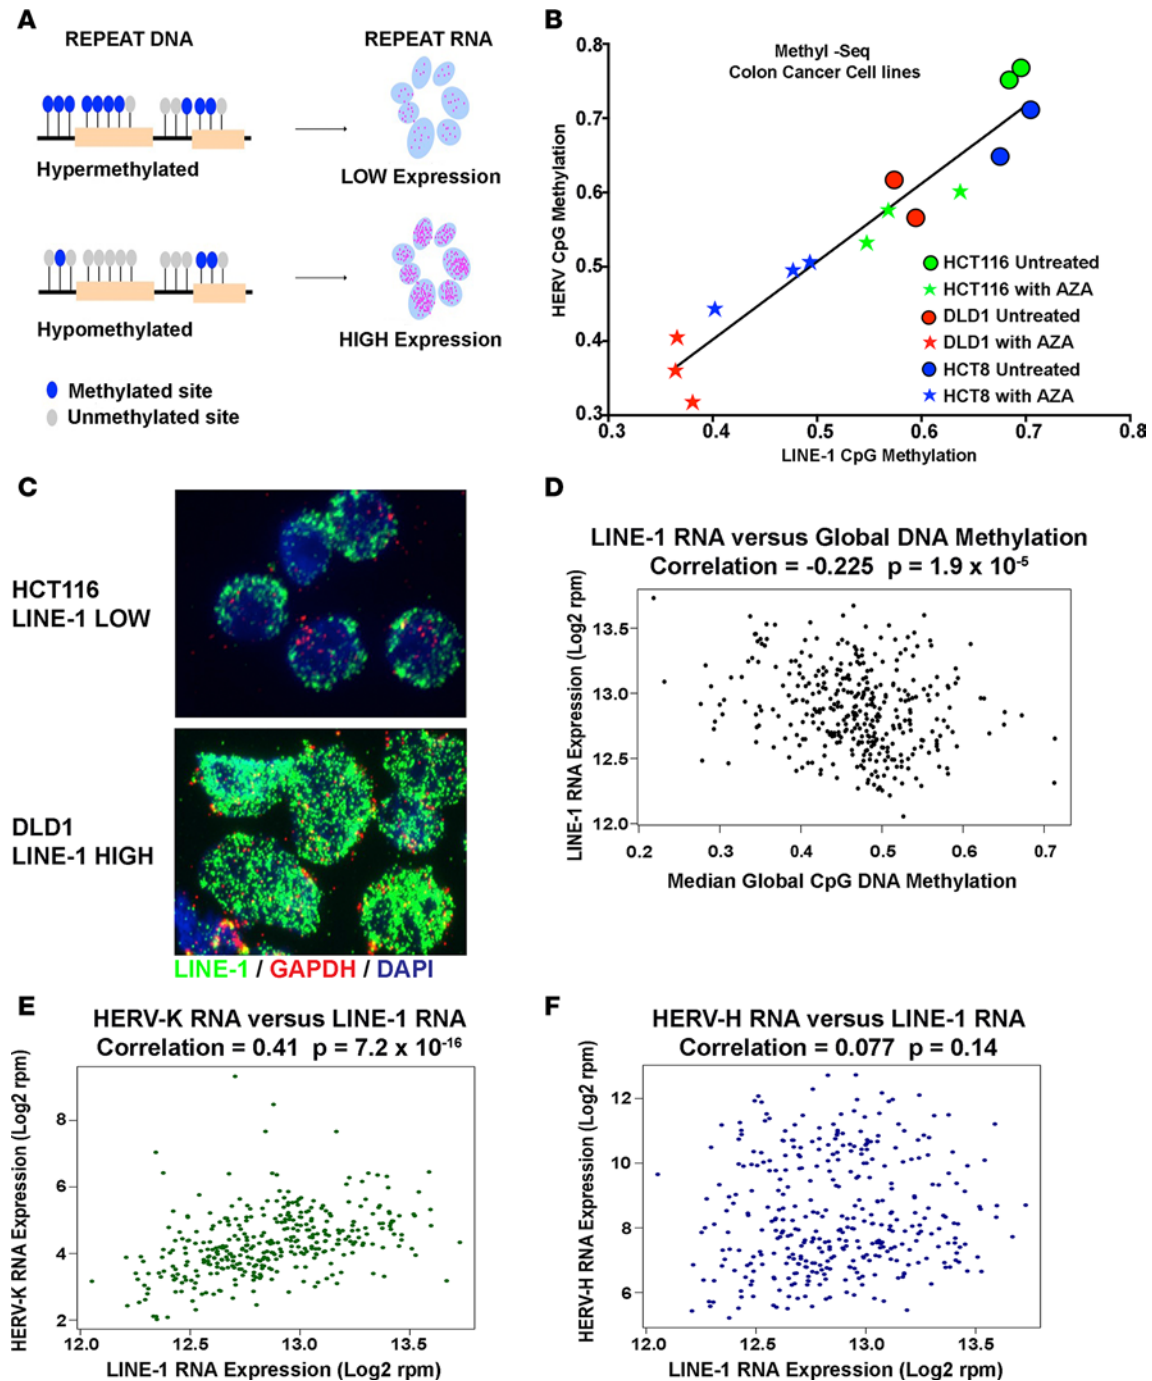 A
REPEAT DNA
REPEAT RNA
Hypermethylated
LOW Expression
Hypomethylated
HIGH Expression
Methylated site
Unmethylated site
B
Methyl -Seq
Colon Cancer Cell lines
HERV CpG Methylation
0.8
0.7
0.6
0.5
0.4
0.3
HCT116 Untreated
HCT116 with AZA
DLD1 Untreated
DLD1 with AZA
HCT8 Untreated
HCT8 with AZA
0.3 0.4 0.5 0.6 0.7 0.8
LINE-1 CpG Methylation
C
HCT116
LINE-1 LOW
DLD1
LINE-1 HIGH
LINE-1 / GAPDH / DAPI
D
LINE-1 RNA versus Global DNA Methylation
Correlation = -0.225 p = 1.9 x 10⁻⁵
LINE-1 RNA Expression (Log2 rpm)
13.5
13.0
12.5
12.0
0.2 0.3 0.4 0.5 0.6 0.7
Median Global CpG DNA Methylation
E
HERV-K RNA versus LINE-1 RNA
Correlation = 0.41 p = 7.2 x 10⁻¹⁶
HERV-K RNA Expression (Log2 rpm)
8
6
4
2
12.0 12.5 13.0 13.5
LINE-1 RNA Expression (Log2 rpm)
F
HERV-H RNA versus LINE-1 RNA
Correlation = 0.077 p = 0.14
HERV-H RNA Expression (Log2 rpm)
12
10
8
6
12.0 12.5 13.0 13.5
LINE-1 RNA Expression (Log2 rpm)